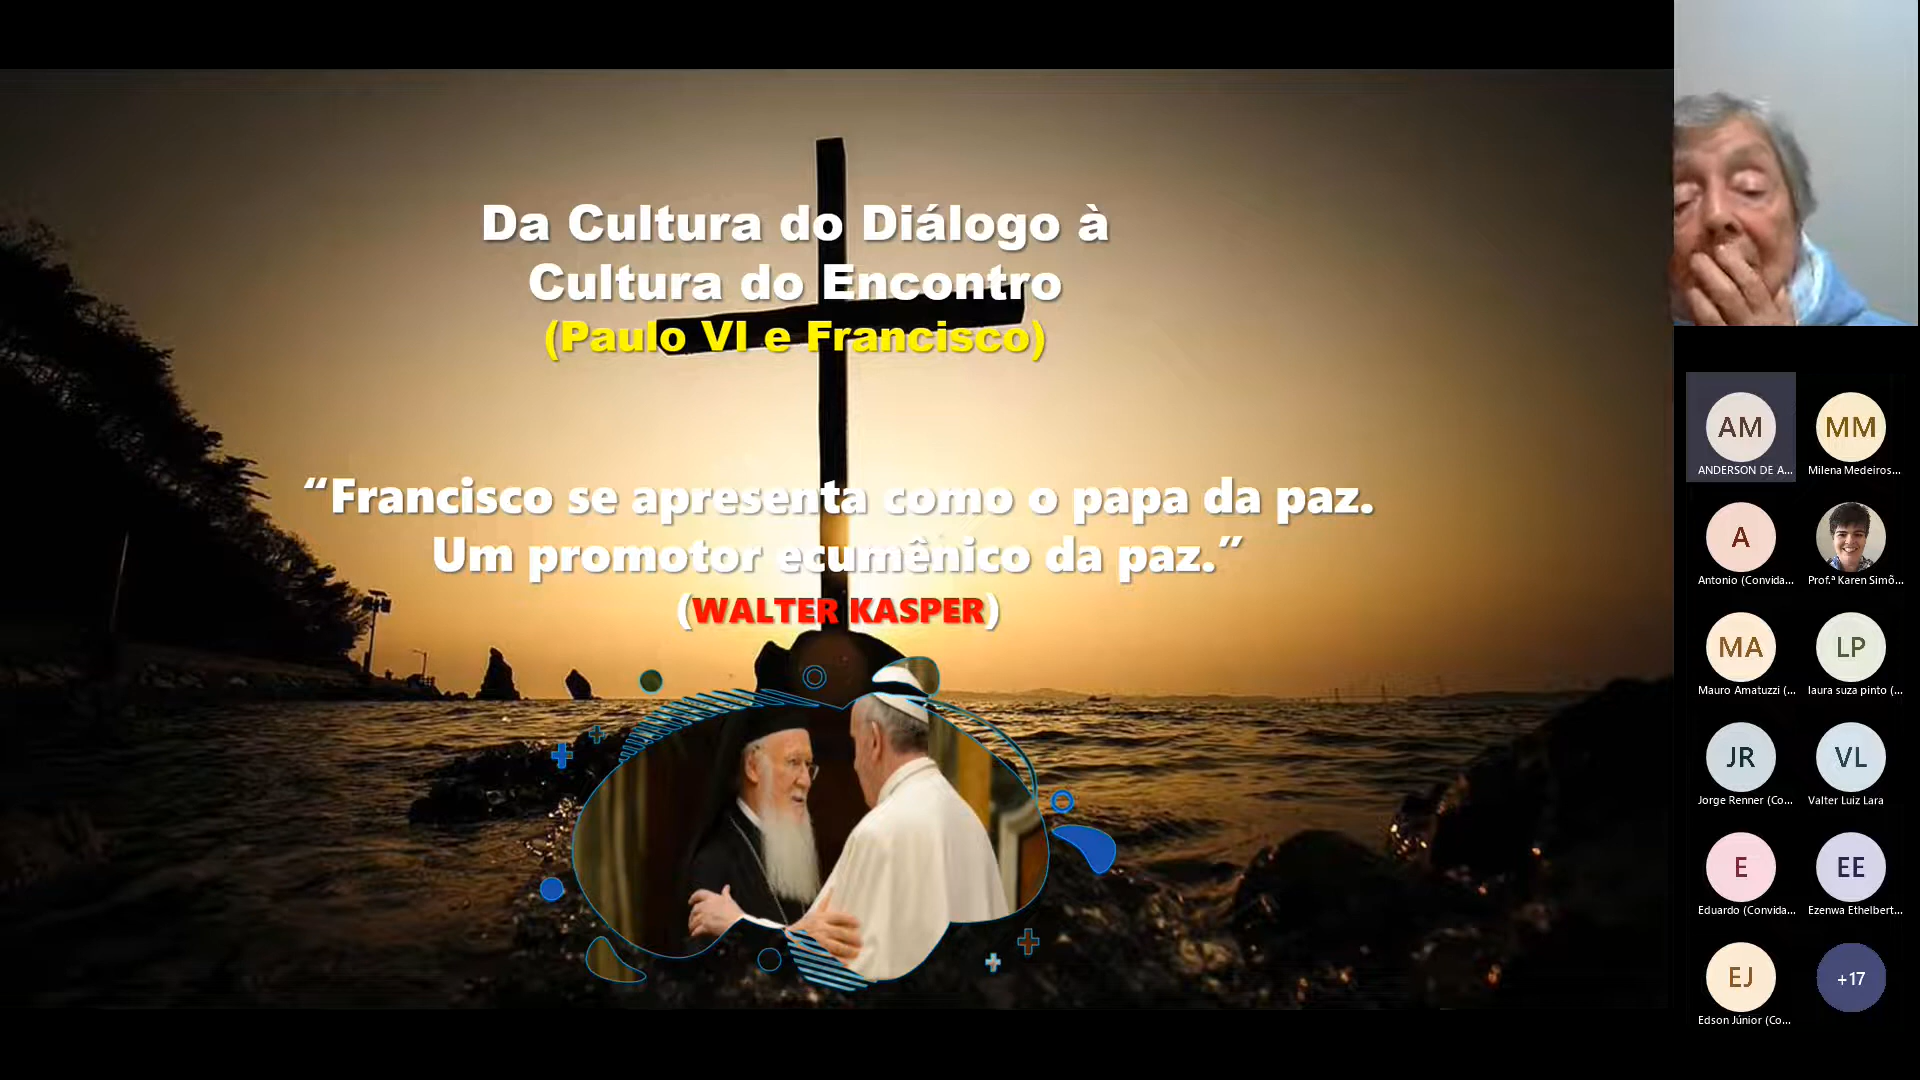 Da Cultura do Diálogo à
Cultura do Encontro
(Paulo VI e Francisco)
“Francisco se apresenta como o papa da paz.
Um promotor ecumênico da paz.”
(WALTER KASPER)
AM
MM
ANDERSON DE A...
Milena Medeiros...
A
Antonio (Convida...
Prof.ª Karen Simõ...
MA
LP
Mauro Amatuzzi (...
laura suza pinto (...
JR
VL
Jorge Renner (Co...
Valter Luiz Lara
E
EE
Eduardo (Convida...
Ezenwa Ethelbert...
EJ
+17
Edson Júnior (Co...